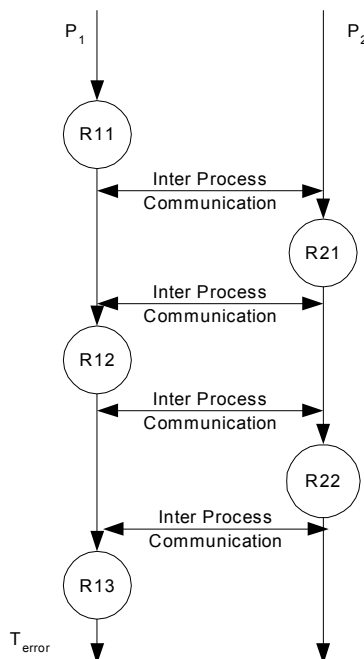 P1
P2
R11
Inter Process
Communication
R21
Inter Process
Communication
R12
Inter Process
Communication
R22
Inter Process
Communication
R13
Terror